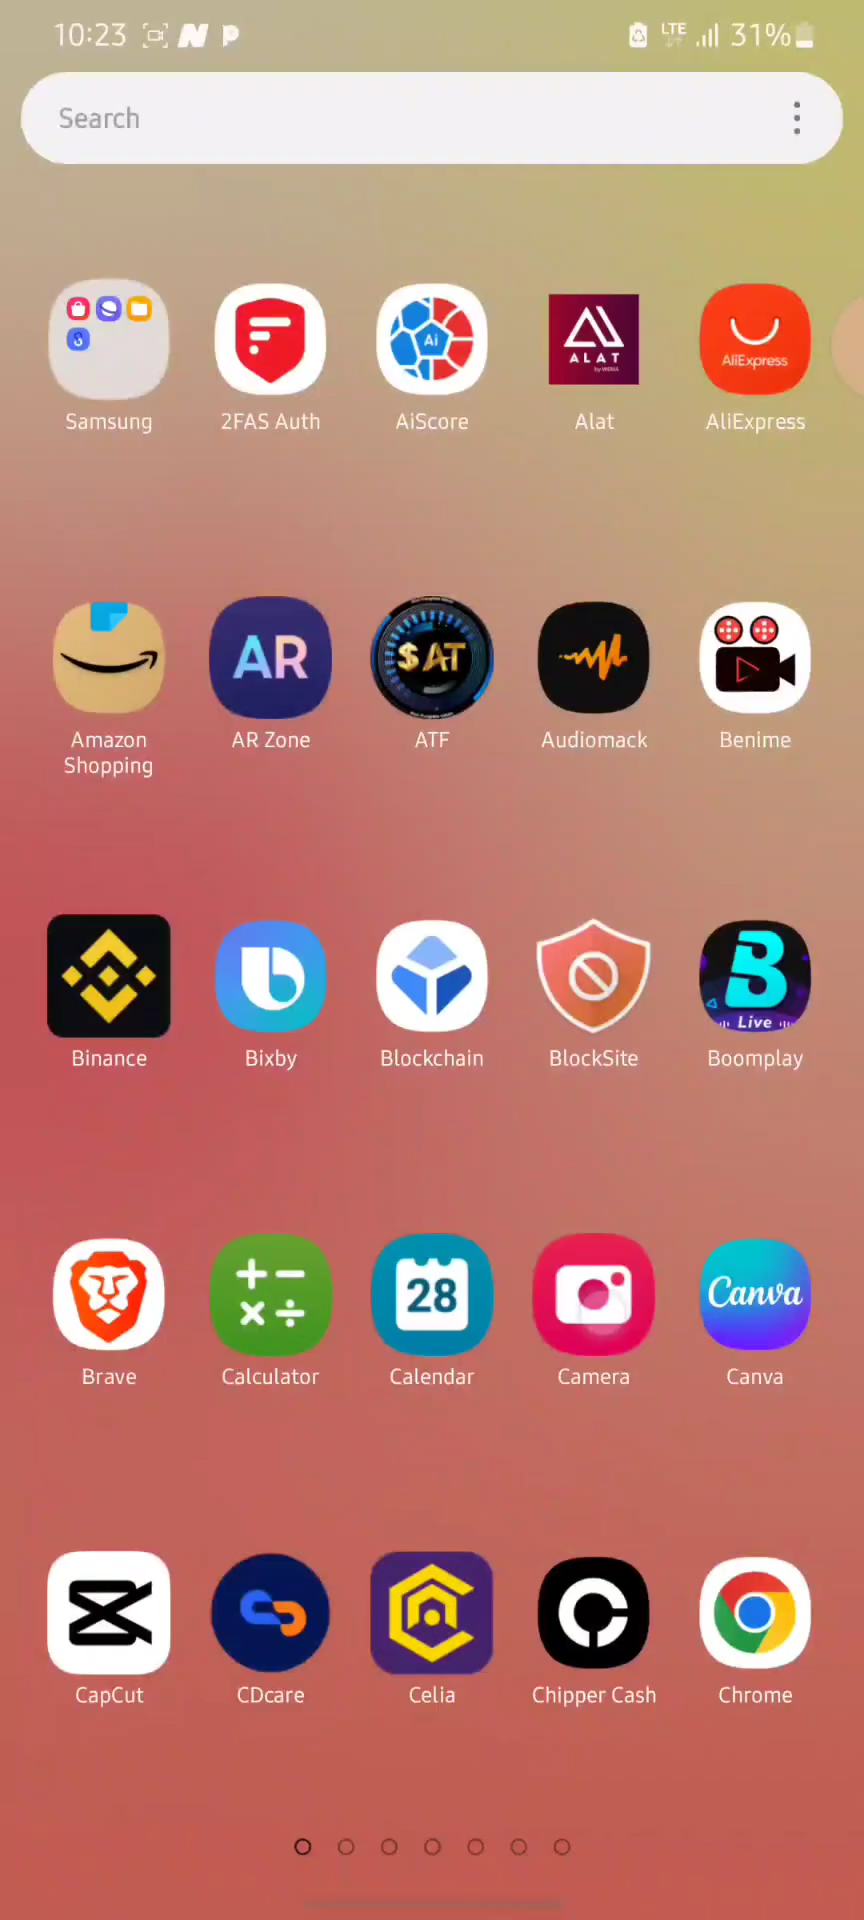 10:23
LTE 31%
Search
Ai
ALAT
AliExpress
Samsung
2FAS Auth
AiScore
Alat
AliExpress
AR
$AT
Amazon
Shopping
AR Zone
ATF
Audiomack
Benime
B
Live
Binance
Bixby
Blockchain
BlockSite
Boomplay
28
Canva
Brave
Calculator
Calendar
Camera
Canva
CapCut
CDcare
Celia
Chipper Cash
Chrome